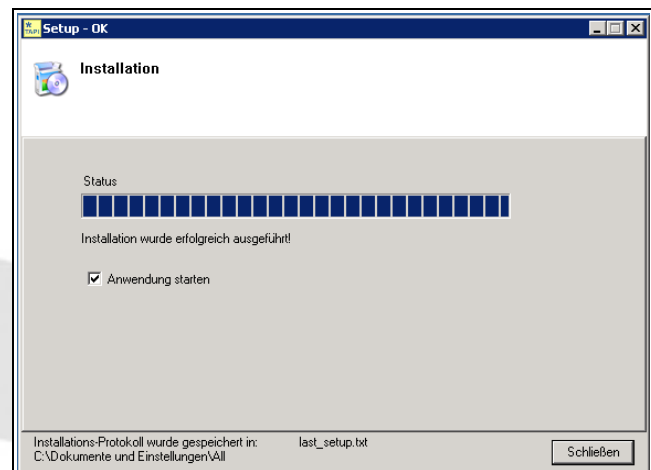 TAPI Setup - OK
Installation
Status
Installation wurde erfolgreich ausgeführt!
Anwendung starten
Installations-Protokoll wurde gespeichert in: last_setup.txt
C:\Dokumente und Einstellungen\All
Schließen